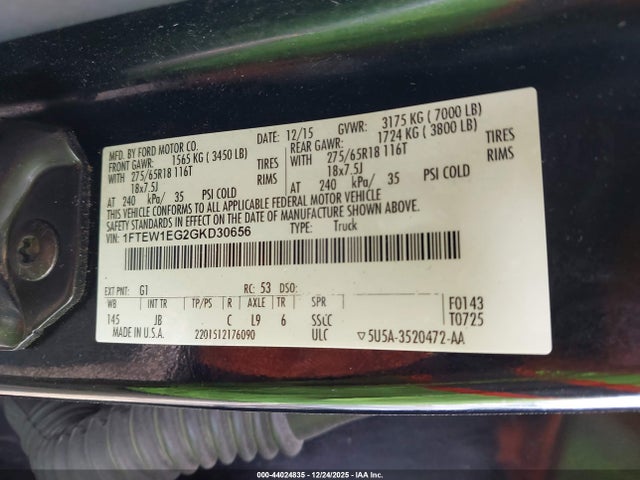 MFD. BY FORD MOTOR CO.
DATE: 12/15 GVWR: 3175 KG ( 7000 LB)
FRONT GAWR: 1565 KG ( 3450 LB) REAR GAWR: 1724 KG ( 3800 LB)
WITH 275/65R18 116T TIRES WITH 275/65R18 116T TIRES
18x7.5J RIMS 18x7.5J RIMS
AT 240 kPa/ 35 PSI COLD AT 240 kPa/ 35 PSI COLD
THIS VEHICLE CONFORMS TO ALL APPLICABLE FEDERAL MOTOR VEHICLE
SAFETY STANDARDS IN EFFECT ON THE DATE OF MANUFACTURE SHOWN ABOVE.
VIN: 1FTEW1EG2GKD30656 TYPE: Truck
EXT PNT: G1 RC: 53 DSO:
WB INT TR TP/PS R AXLE TR SPR F0143
145 JB C L9 6 SSCC T0725
MADE IN U.S.A. 2201512176090 ULC ▽5U5A-3520472-AA
000-44024835 - 12/24/2025 - IAA Inc.